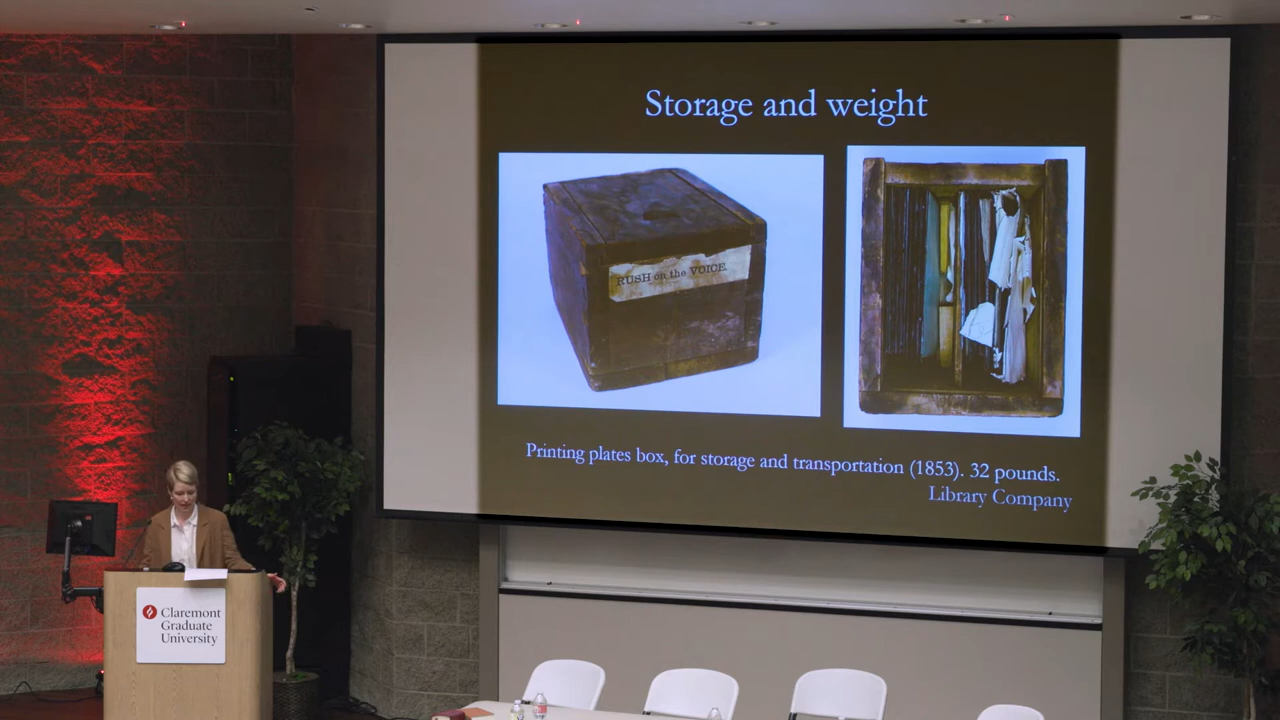 Storage and weight
RUSH on the VOICE.
Printing plates box, for storage and transportation (1853). 32 pounds.
Library Company
Claremont
Graduate
University